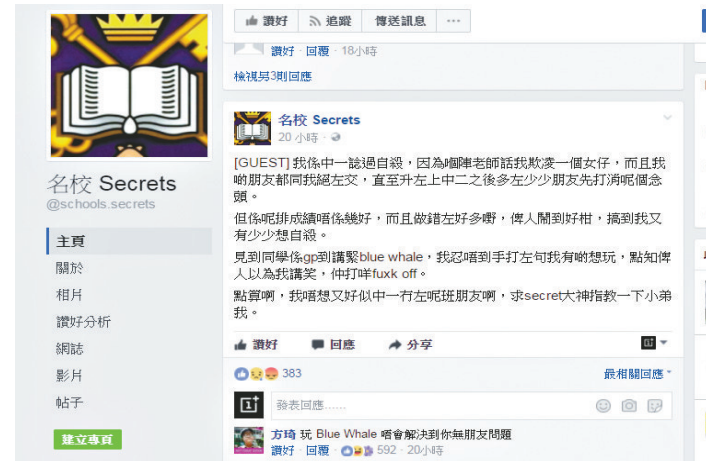 讚好 追蹤 傳送訊息 ...
讚好 · 回覆 · 18小時
檢視另3則回應
名校 Secrets
20 小時
[GUEST] 我係中一諗過自殺，因為嗰陣老師話我欺凌一個女仔，而且我
啲朋友都同我絕左交，直至升左上中二之後多左少少朋友先打消呢個念
頭。
但係呢排成績唔係幾好，而且做錯左好多嘢，俾人鬧到好柑，搞到我又
有少少想自殺。
見到同學係gp到講緊blue whale，我忍唔到手打左句我有啲想玩，點知俾
人以為我講笑，仲打咩fuxk off。
點算啊，我唔想又好似中一冇左呢班朋友啊，求secret大神指教一下小弟
我。
讚好 回應 分享
383 最相關回應
發表回應......
方琦 玩 Blue Whale 唔會解決到你無朋友問題
讚好 · 回覆 · 592 · 20小時
名校 Secrets
@schools.secrets
主頁
關於
相片
讚好分析
網誌
影片
帖子
建立專頁